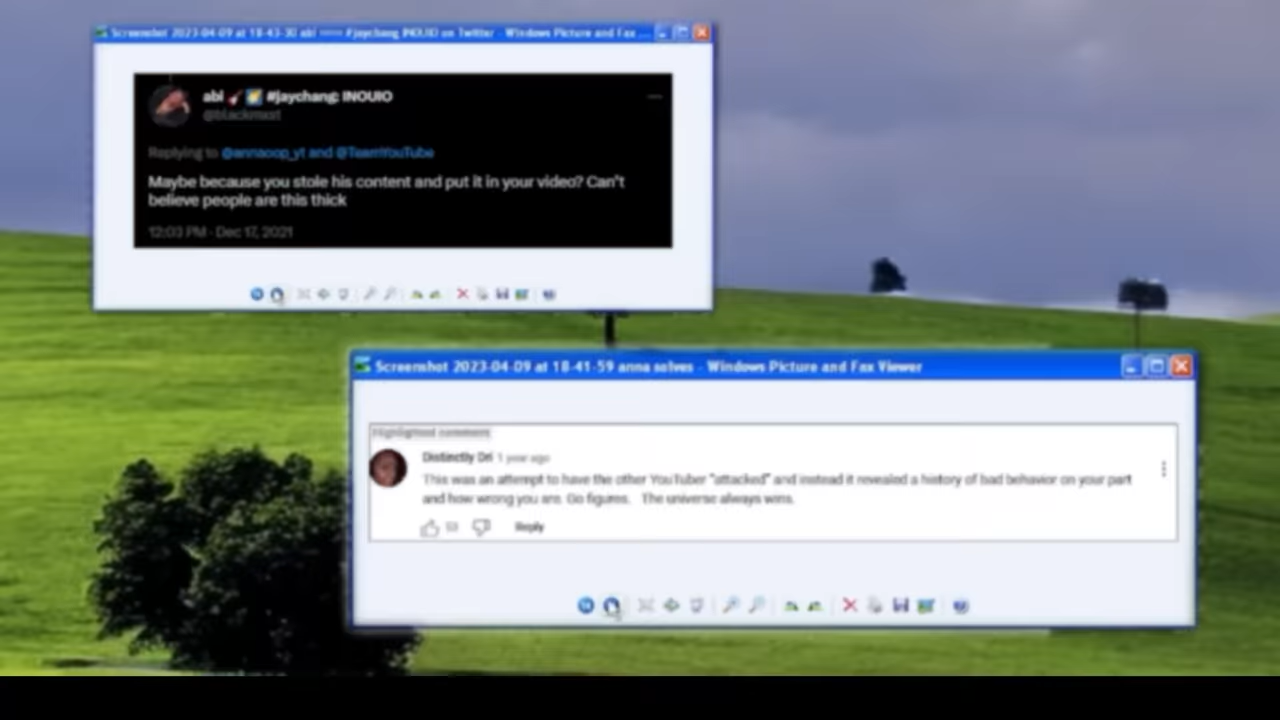 Screenshot 2023-04-09 at 18-43-30 abi #jaychang INOUIO on Twitter - Windows Picture and Fax ...
abi #jaychang: INOUIO
Replying to @annaoop_yt and @TeamYouTube
Maybe because you stole his content and put it in your video? Can't
believe people are this thick
12:03 PM · Dec 17, 2021
Screenshot 2023-04-09 at 18-41-59 anna solves - Windows Picture and Fax Viewer
Highlighted comment
Distinctly Dri 1 year ago
This was an attempt to have the other YouTuber "attacked" and instead it revealed a history of bad behavior on your part
and how wrong you are. Go figures. The universe always wins.
Reply